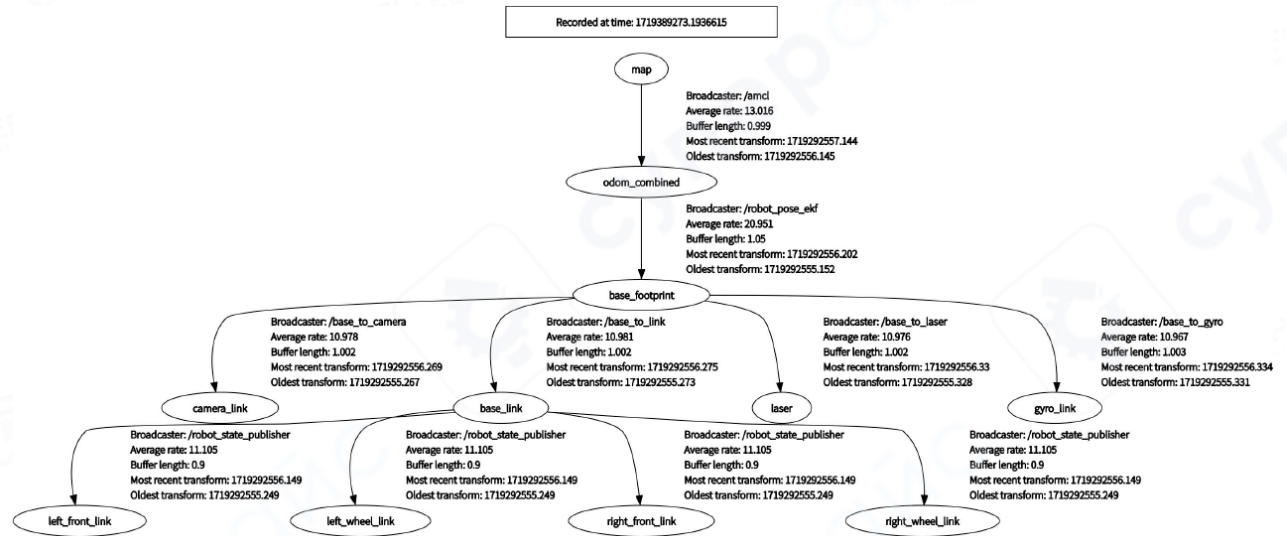 Recorded at time: 1719389273.1936615
map
Broadcaster: /amcl
Average rate: 13.016
Buffer length: 0.999
Most recent transform: 1719292557.144
Oldest transform: 1719292556.145
odom_combined
Broadcaster: /robot_pose_ekf
Average rate: 20.951
Buffer length: 1.05
Most recent transform: 1719292556.202
Oldest transform: 1719292555.152
base_footprint
Broadcaster: /base_to_camera
Average rate: 10.978
Buffer length: 1.002
Most recent transform: 1719292556.269
Oldest transform: 1719292555.267
Broadcaster: /base_to_link
Average rate: 10.981
Buffer length: 1.002
Most recent transform: 1719292556.275
Oldest transform: 1719292555.273
Broadcaster: /base_to_laser
Average rate: 10.976
Buffer length: 1.002
Most recent transform: 1719292556.33
Oldest transform: 1719292555.328
Broadcaster: /base_to_gyro
Average rate: 10.967
Buffer length: 1.003
Most recent transform: 1719292556.334
Oldest transform: 1719292555.331
camera_link
base_link
laser
gyro_link
Broadcaster: /robot_state_publisher
Average rate: 11.105
Buffer length: 0.9
Most recent transform: 1719292556.149
Oldest transform: 1719292555.249
Broadcaster: /robot_state_publisher
Average rate: 11.105
Buffer length: 0.9
Most recent transform: 1719292556.149
Oldest transform: 1719292555.249
Broadcaster: /robot_state_publisher
Average rate: 11.105
Buffer length: 0.9
Most recent transform: 1719292556.149
Oldest transform: 1719292555.249
Broadcaster: /robot_state_publisher
Average rate: 11.105
Buffer length: 0.9
Most recent transform: 1719292556.149
Oldest transform: 1719292555.249
left_front_link
left_wheel_link
right_front_link
right_wheel_link